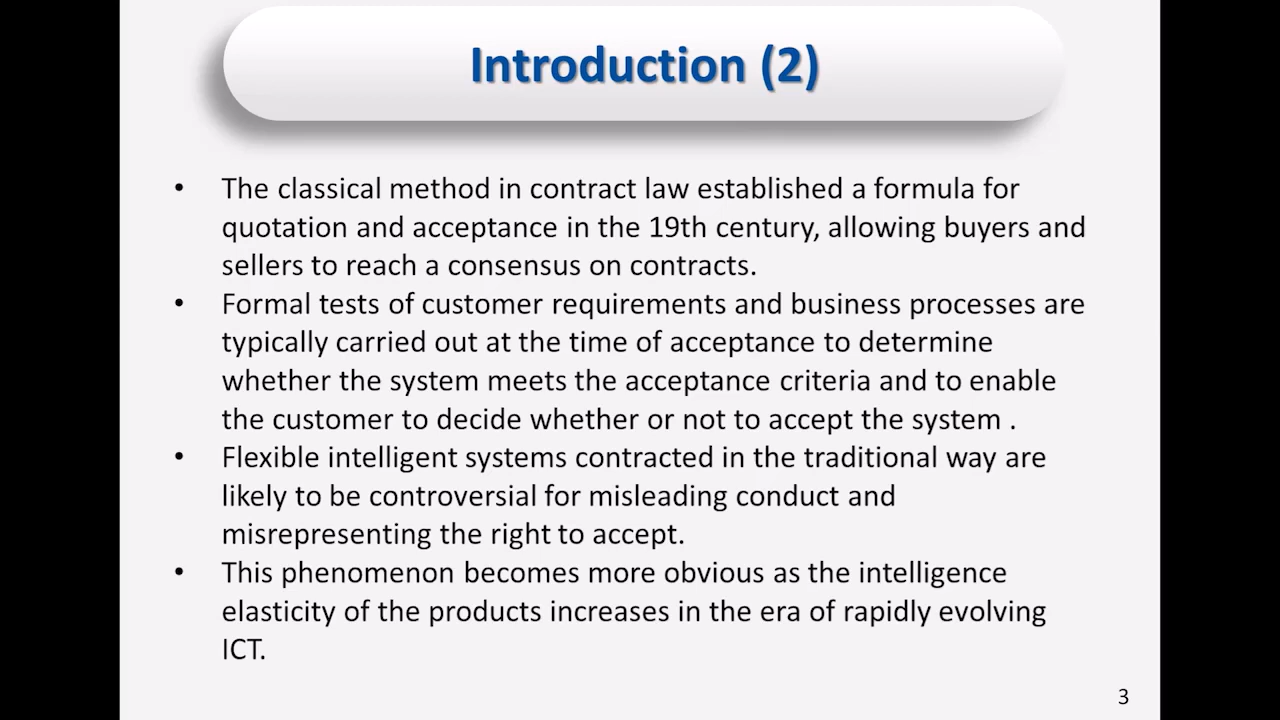 Introduction (2)
• The classical method in contract law established a formula for
quotation and acceptance in the 19th century, allowing buyers and
sellers to reach a consensus on contracts.
• Formal tests of customer requirements and business processes are
typically carried out at the time of acceptance to determine
whether the system meets the acceptance criteria and to enable
the customer to decide whether or not to accept the system .
• Flexible intelligent systems contracted in the traditional way are
likely to be controversial for misleading conduct and
misrepresenting the right to accept.
• This phenomenon becomes more obvious as the intelligence
elasticity of the products increases in the era of rapidly evolving
ICT.
3